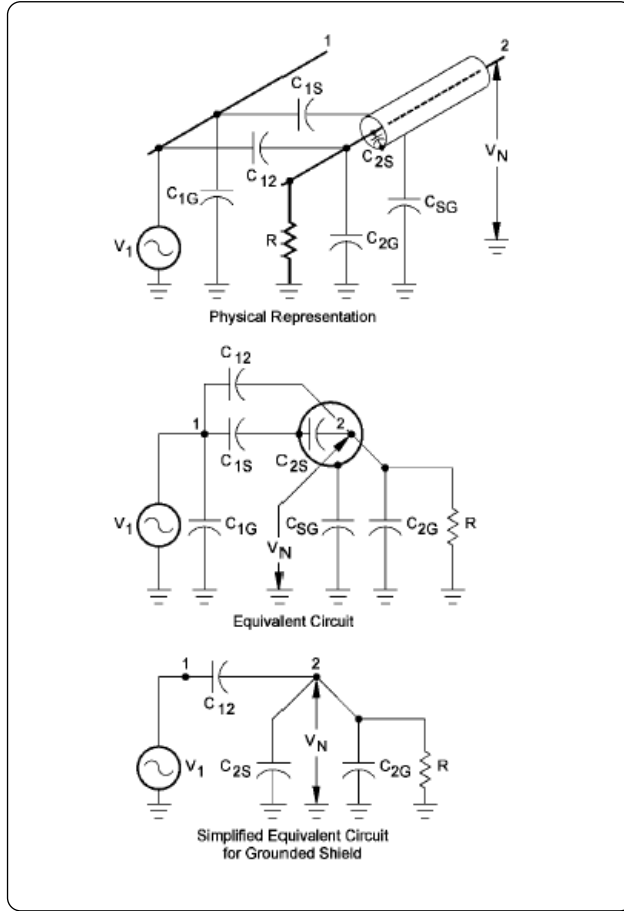 1
2
C1S
C2S
C12
VN
C1G
CSG
V1
R
C2G
Physical Representation
C12
1
2
C1S
C2S
V1
C1G
CSG
C2G
R
VN
Equivalent Circuit
1
2
C12
VN
V1
C2S
C2G
R
Simplified Equivalent Circuit
for Grounded Shield